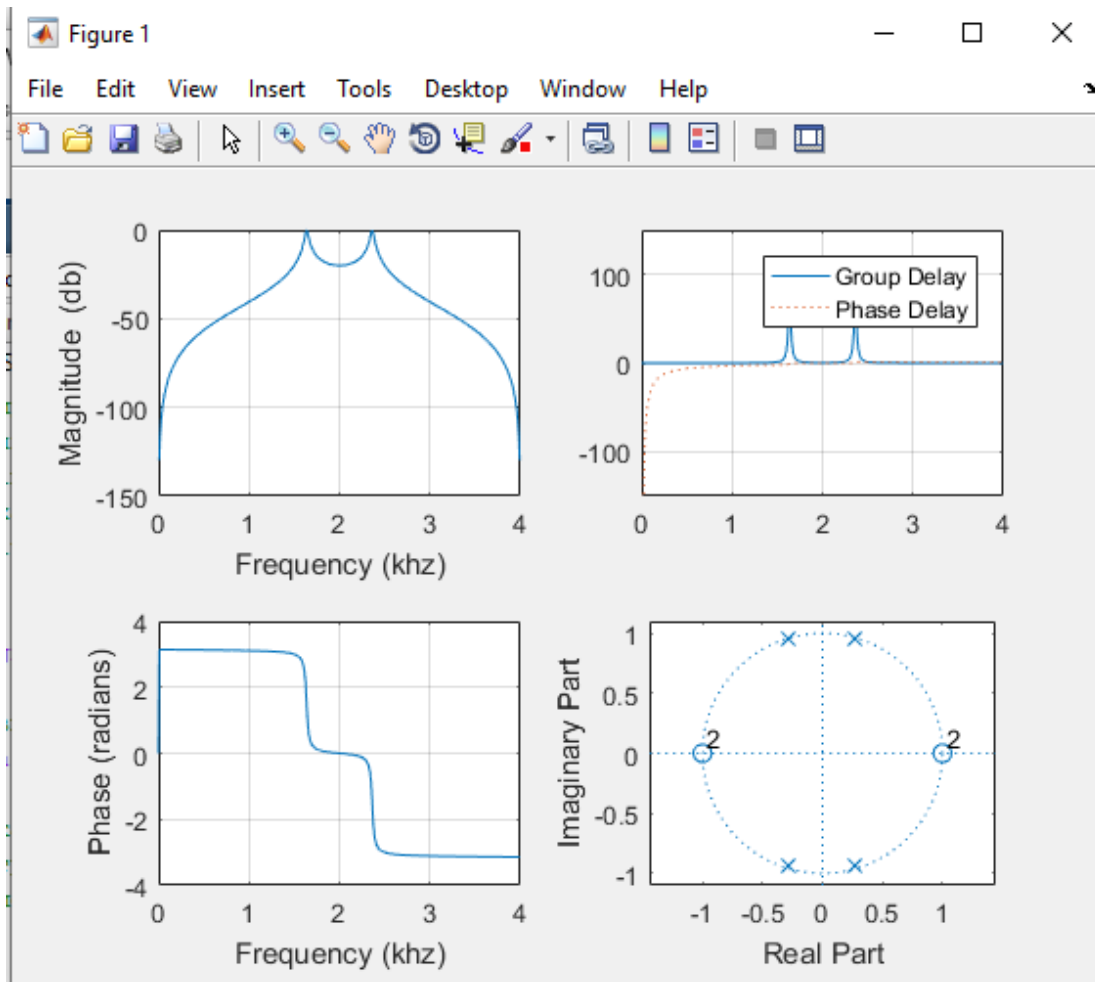 Figure 1
File Edit View Insert Tools Desktop Window Help
0
-50
-100
-150
Magnitude (db)
0 1 2 3 4
Frequency (khz)
100
0
-100
Group Delay
Phase Delay
0 1 2 3 4
4
2
0
-2
-4
Phase (radians)
0 1 2 3 4
Frequency (khz)
1
0.5
0
-0.5
-1
Imaginary Part
2 2
-1 -0.5 0 0.5 1
Real Part